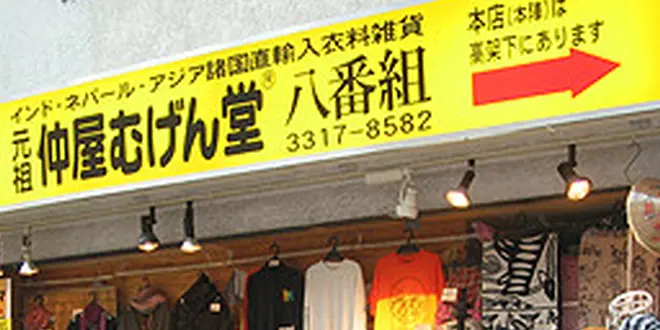 インド・ネパール・アジア諸国直輸入衣料雑貨
元祖 仲屋むげん堂® 八番組
3317-8582
本店(本陣)は
高架下にあります